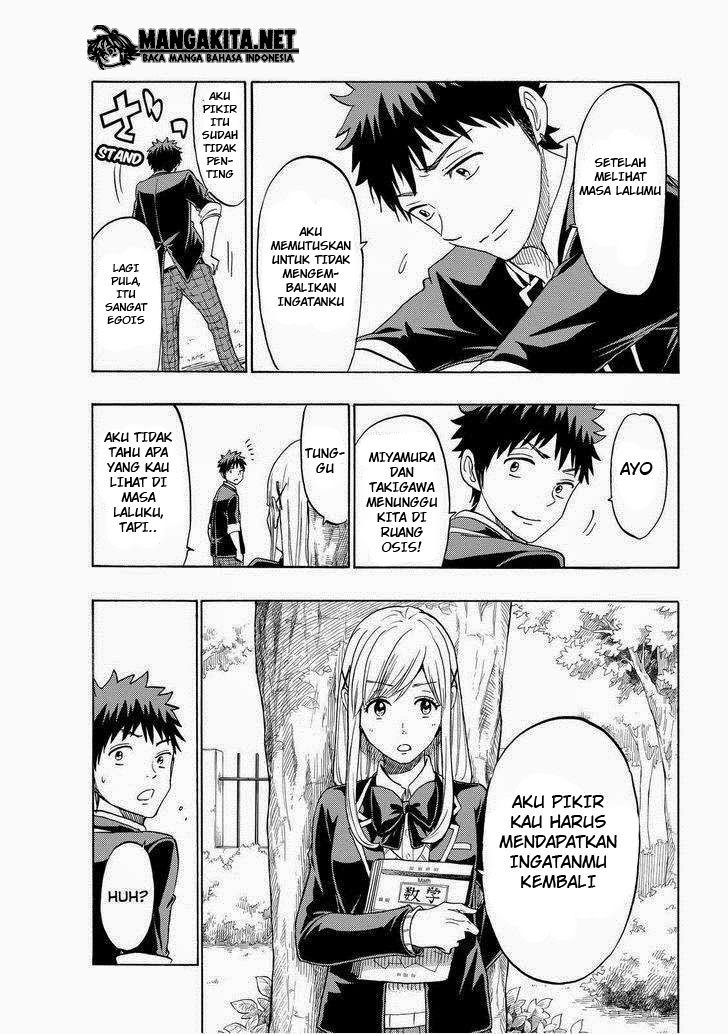 MANGAKITA.NET
BACA MANGA BAHASA INDONESIA
SETELAH
MELIHAT
MASA LALUMU
AKU
MEMUTUSKAN
UNTUK TIDAK
MENGEM-
BALIKAN
INGATANKU
AKU
PIKIR
ITU
SUDAH
TIDAK
PEN-
TING
STAND
LAGI
PULA,
ITU
SANGAT
EGOIS
AYO
MIYAMURA
DAN
TAKIGAWA
MENUNGGU
KITA DI
RUANG
OSIS!
TUNG-
GU
AKU TIDAK
TAHU APA
YANG KAU
LIHAT DI
MASA
LALUKU,
TAPI..
AKU PIKIR
KAU HARUS
MENDAPATKAN
INGATANMU
KEMBALI
Math
数学
HUH?